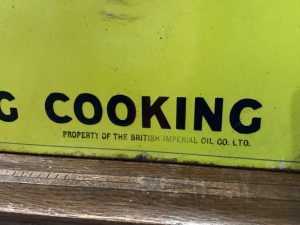 G COOKING
PROPERTY OF THE BRITISH IMPERIAL OIL CO. LTD.